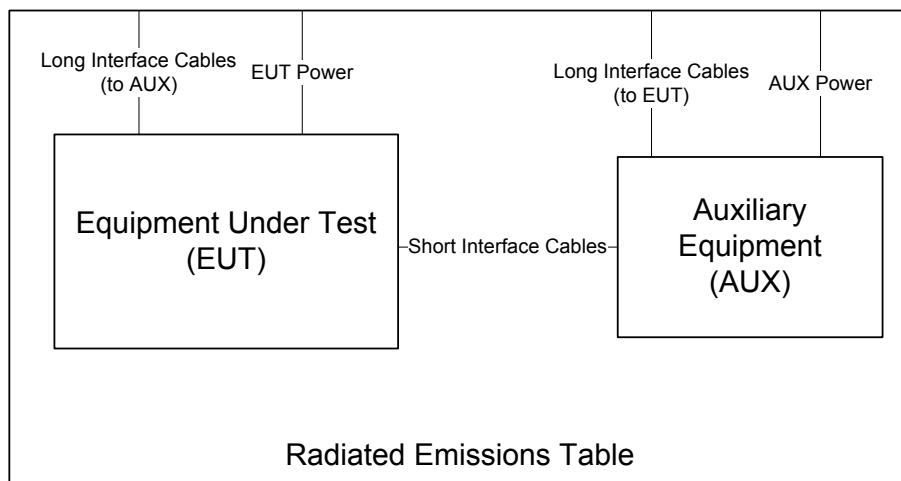 Long Interface Cables
(to AUX)
EUT Power
Long Interface Cables
(to EUT)
AUX Power
Equipment Under Test
(EUT)
Short Interface Cables
Auxiliary
Equipment
(AUX)
Radiated Emissions Table